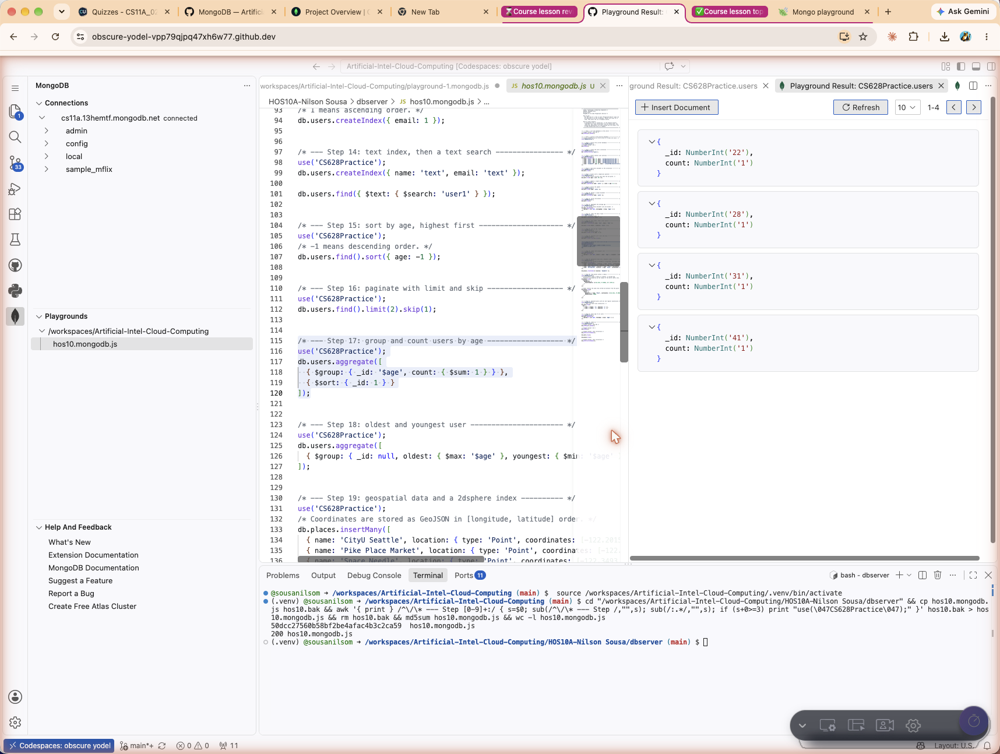 Quizzes - CS11A_02
MongoDB — Artific
Project Overview |
New Tab
⏳Course lesson rev
Playground Result:
✅Course lesson top
Mongo playground
Ask Gemini
obscure-yodel-vpp79qjpq47xh6w77.github.dev
Artificial-Intel-Cloud-Computing [Codespaces: obscure yodel]
MongoDB
Connections
cs11a.13hemtf.mongodb.net connected
admin
config
local
sample_mflix
Playgrounds
/workspaces/Artificial-Intel-Cloud-Computing
hos10.mongodb.js
Help And Feedback
What's New
Extension Documentation
MongoDB Documentation
Suggest a Feature
Report a Bug
Create Free Atlas Cluster
1
33
workspaces/Artificial-Intel-Cloud-Computing/playground-1.mongodb.js
JS hos10.mongodb.js U
HOS10A-Nilson Sousa > dbserver > JS hos10.mongodb.js > ...
93 /* 1 means ascending order. */
94 db.users.createIndex({ email: 1 });
95
96
97 /* --- Step 14: text index, then a text search ---------------- */
98 use('CS628Practice');
99 db.users.createIndex({ name: 'text', email: 'text' });
100
101 db.users.find({ $text: { $search: 'user1' } });
102
103
104 /* --- Step 15: sort by age, highest first -------------------- */
105 use('CS628Practice');
106 /* -1 means descending order. */
107 db.users.find().sort({ age: -1 });
108
109
110 /* --- Step 16: paginate with limit and skip ------------------ */
111 use('CS628Practice');
112 db.users.find().limit(2).skip(1);
113
114
115 /* --- Step 17: group and count users by age ------------------ */
116 use('CS628Practice');
117 db.users.aggregate([
118 { $group: { _id: '$age', count: { $sum: 1 } } },
119 { $sort: { _id: 1 } }
120 ]);
121
122
123 /* --- Step 18: oldest and youngest user ---------------------- */
124 use('CS628Practice');
125 db.users.aggregate([
126 { $group: { _id: null, oldest: { $max: '$age' }, youngest: { $min: '$age' }
127 ]);
128
129
130 /* --- Step 19: geospatial data and a 2dsphere index ---------- */
131 use('CS628Practice');
132 /* Coordinates are stored as GeoJSON in [longitude, latitude] order. */
133 db.places.insertMany([
134 { name: 'CityU Seattle', location: { type: 'Point', coordinates: [-122.2015
135 { name: 'Pike Place Market', location: { type: 'Point', coordinates: [-122.
136 { name: 'Space Needle', location: { type: 'Point', coordinates: [-122.3493
ground Result: CS628Practice.users
Playground Result: CS628Practice.users
Insert Document
Refresh
10
1-4
{
_id: NumberInt('22'),
count: NumberInt('1')
}
{
_id: NumberInt('28'),
count: NumberInt('1')
}
{
_id: NumberInt('31'),
count: NumberInt('1')
}
{
_id: NumberInt('41'),
count: NumberInt('1')
}
Problems Output Debug Console Terminal Ports 11
bash - dbserver
@sousanilsom → /workspaces/Artificial-Intel-Cloud-Computing (main) $ source /workspaces/Artificial-Intel-Cloud-Computing/.venv/bin/activate
(.venv) @sousanilsom → /workspaces/Artificial-Intel-Cloud-Computing (main) $ cd "/workspaces/Artificial-Intel-Cloud-Computing/HOS10A-Nilson Sousa/dbserver" && cp hos10.mongodb.
js hos10.bak && awk '{ print } /^\/\* --- Step [0-9]+:/ { s=$0; sub(/^\/\* --- Step /,"",s); sub(/:.*/,"",s); if (s+0>=3) print "use(\047CS628Practice\047);" }' hos10.bak > hos
10.mongodb.js && rm hos10.bak && md5sum hos10.mongodb.js && wc -l hos10.mongodb.js
50dcc27560b58bf2be4afac4b3c2ca59  hos10.mongodb.js
200 hos10.mongodb.js
(.venv) @sousanilsom → /workspaces/Artificial-Intel-Cloud-Computing/HOS10A-Nilson Sousa/dbserver (main) $
Codespaces: obscure yodel
main*+
0 0
11
Layout: U.S.